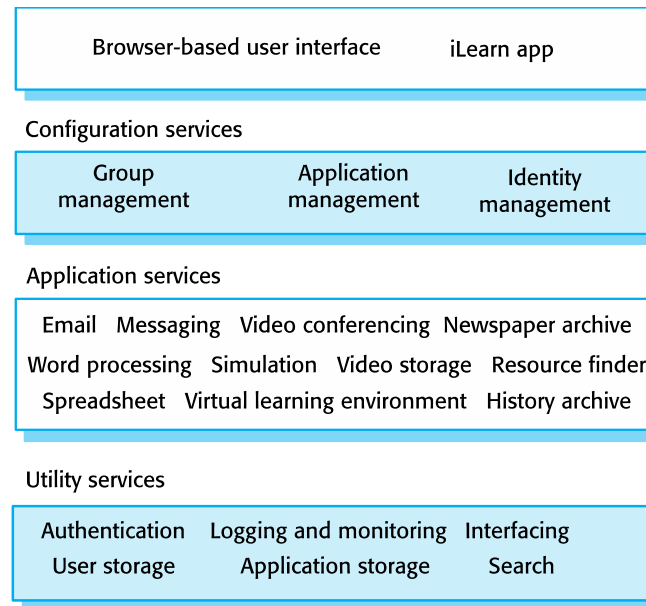 Browser-based user interface iLearn app
Configuration services
Group management Application management Identity management
Application services
Email Messaging Video conferencing Newspaper archive
Word processing Simulation Video storage Resource finder
Spreadsheet Virtual learning environment History archive
Utility services
Authentication Logging and monitoring Interfacing
User storage Application storage Search